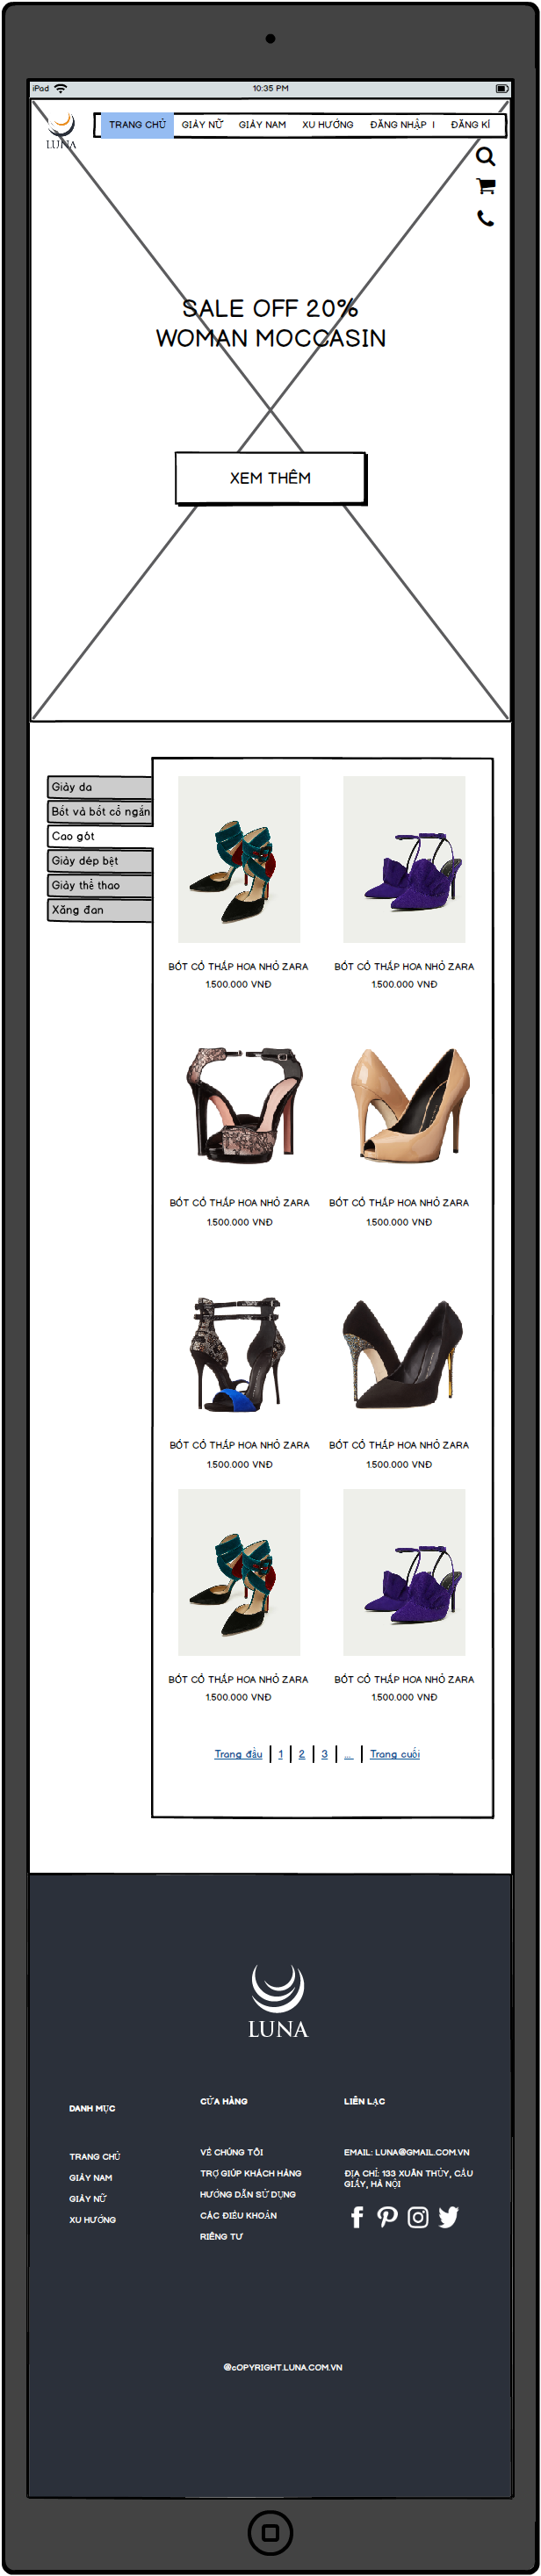 iPad 10:35 PM
LUNA
TRANG CHỦ GIÀY NỮ GIÀY NAM XU HƯỚNG ĐĂNG NHẬP | ĐĂNG KÍ
SALE OFF 20%
WOMAN MOCCASIN
XEM THÊM
Giày da
Bốt và bốt cổ ngắn
Cao gót
Giày dép bệt
Giày thể thao
Xăng đan
BỐT CỔ THẤP HOA NHỎ ZARA BỐT CỔ THẤP HOA NHỎ ZARA
1.500.000 VNĐ 1.500.000 VNĐ
BỐT CỔ THẤP HOA NHỎ ZARA BỐT CỔ THẤP HOA NHỎ ZARA
1.500.000 VNĐ 1.500.000 VNĐ
BỐT CỔ THẤP HOA NHỎ ZARA BỐT CỔ THẤP HOA NHỎ ZARA
1.500.000 VNĐ 1.500.000 VNĐ
BỐT CỔ THẤP HOA NHỎ ZARA BỐT CỔ THẤP HOA NHỎ ZARA
1.500.000 VNĐ 1.500.000 VNĐ
Trang đầu | 1 | 2 | 3 | ... | Trang cuối
LUNA
DANH MỤC
TRANG CHỦ
GIÀY NAM
GIÀY NỮ
XU HƯỚNG
CỬA HÀNG
VỀ CHÚNG TÔI
TRỢ GIÚP KHÁCH HÀNG
HƯỚNG DẪN SỬ DỤNG
CÁC ĐIỀU KHOẢN
RIÊNG TƯ
LIÊN LẠC
EMAIL: LUNA@GMAIL.COM.VN
ĐỊA CHỈ: 133 XUÂN THỦY, CẦU
GIẤY, HÀ NỘI
@cOPYRIGHT.LUNA.COM.VN